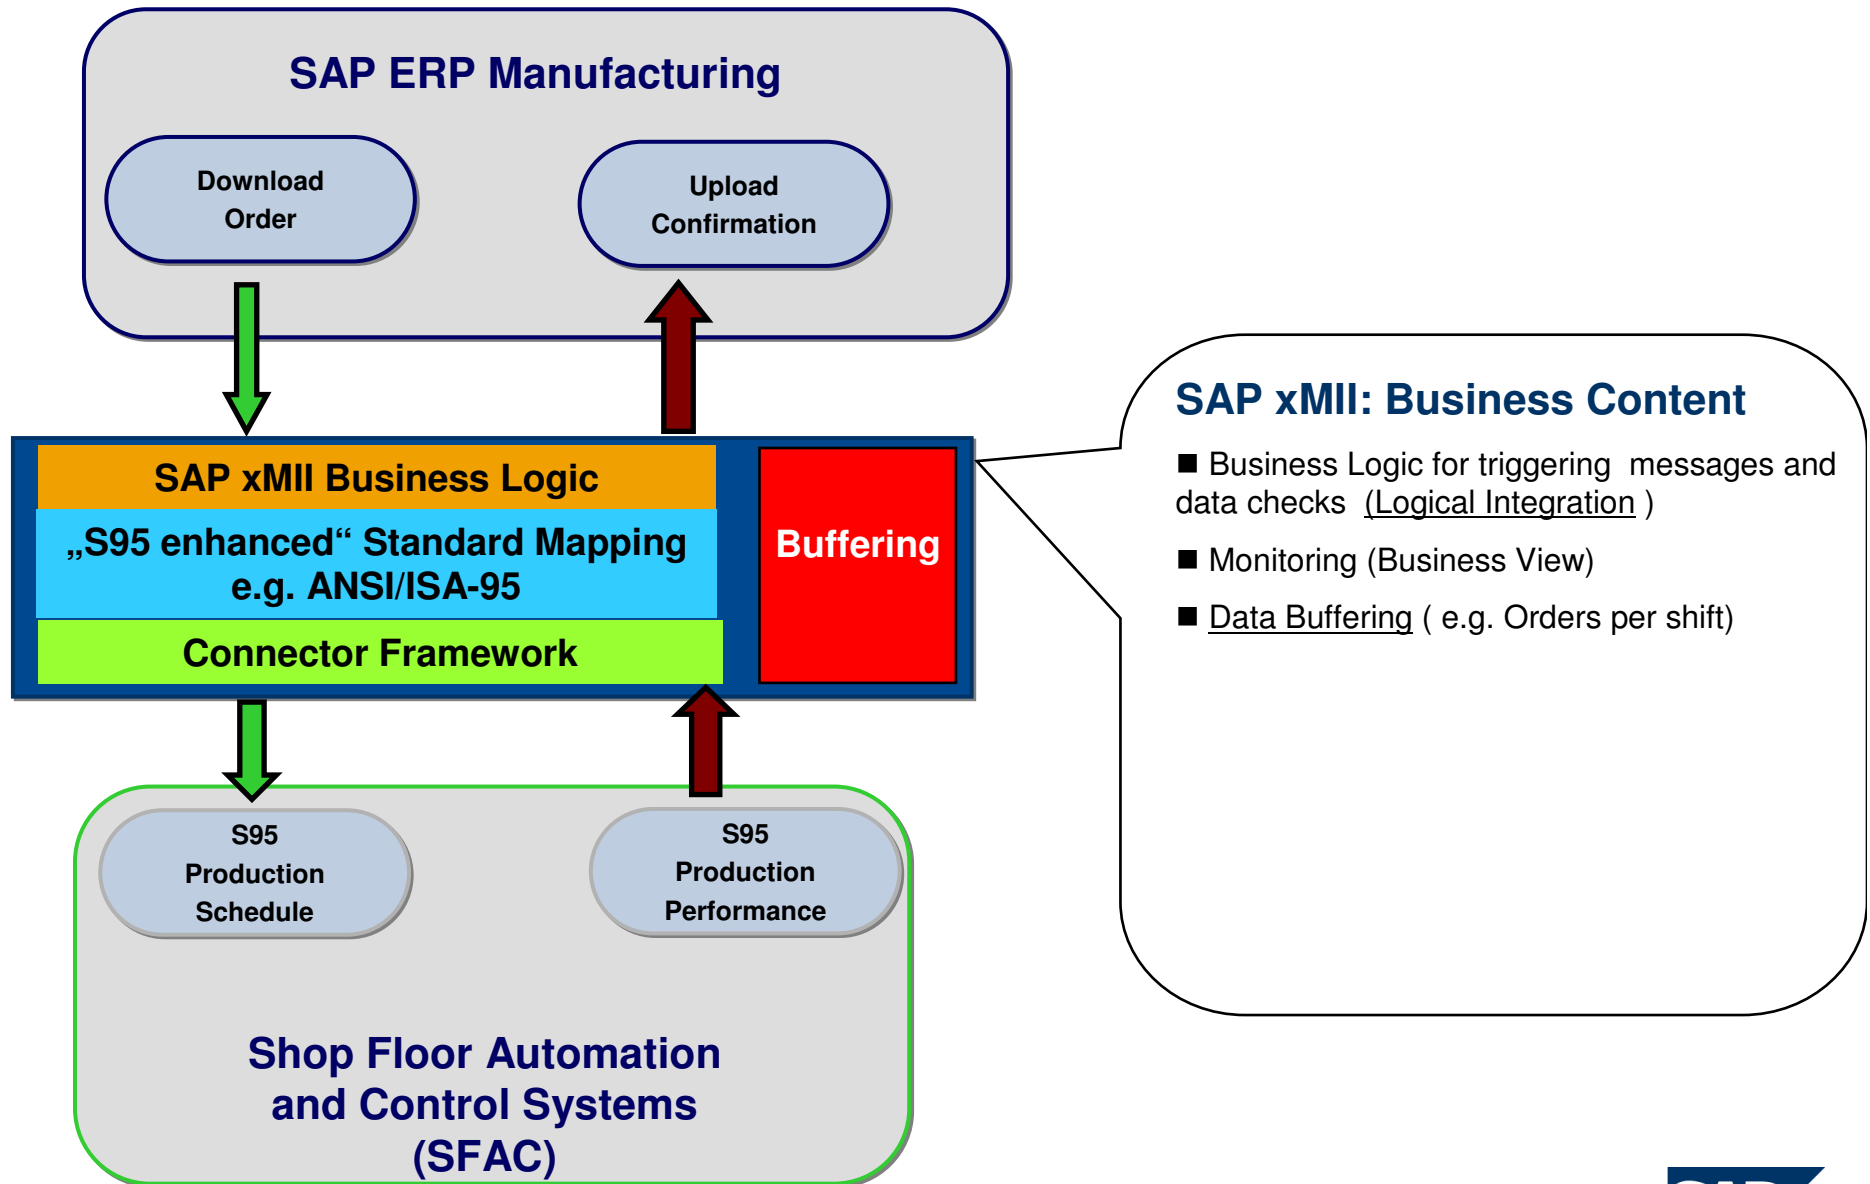 SAP ERP Manufacturing
Download
Order
Upload
Confirmation
SAP xMII Business Logic
„S95 enhanced“ Standard Mapping
e.g. ANSI/ISA-95
Connector Framework
Buffering
S95
Production
Schedule
S95
Production
Performance
Shop Floor Automation
and Control Systems
(SFAC)
SAP xMII: Business Content
■ Business Logic for triggering  messages and
data checks  (Logical Integration )
■ Monitoring (Business View)
■ Data Buffering ( e.g. Orders per shift)
SAP